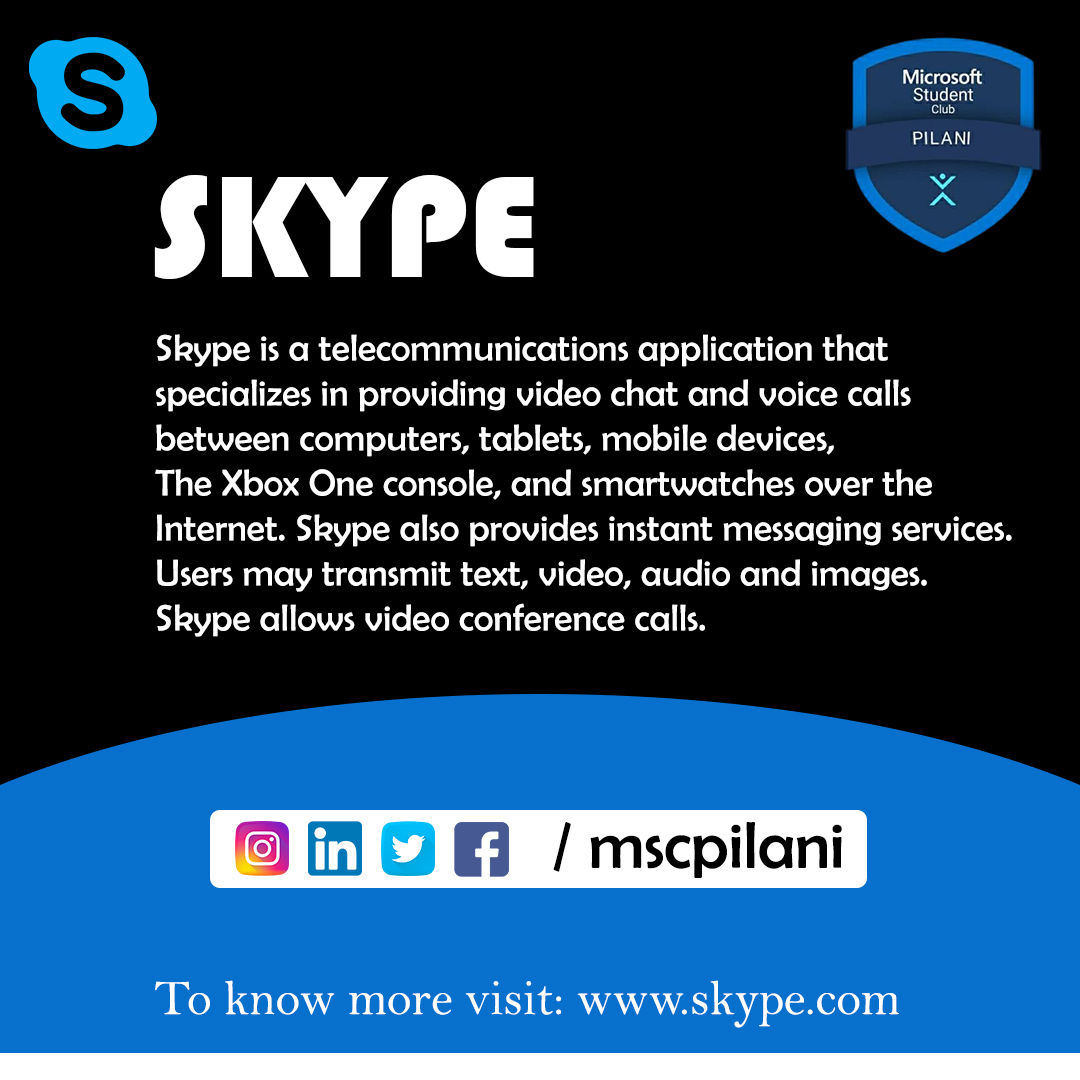 S
Microsoft
Student
Club
PILANI
SKYPE
Skype is a telecommunications application that
specializes in providing video chat and voice calls
between computers, tablets, mobile devices,
The Xbox One console, and smartwatches over the
Internet. Skype also provides instant messaging services.
Users may transmit text, video, audio and images.
Skype allows video conference calls.
in f / mscpilani
To know more visit: www.skype.com